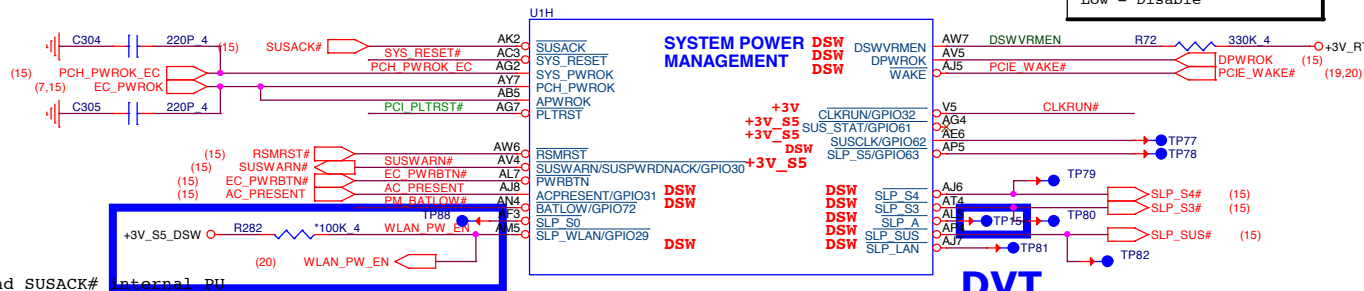 Low = Disable
U1H
C304 220P_4 (15)
SUSACK#
AK2
SUSACK
SYS_RESET#
AC3
SYS_RESET
(15) PCH_PWROK_EC
PCH_PWROK_EC
AG2
SYS_PWROK
(7,15) EC_PWROK
AY7
PCH_PWROK
AB5
APWROK
C305 220P_4
PCI_PLTRST#
AG7
PLTRST
(15) RSMRST#
AW6
RSMRST
(15) SUSWARN#
SUSWARN#
AV4
SUSWARN/SUSPWRDNACK/GPIO30
(15) EC_PWRBTN#
EC_PWRBTN#
AL7
PWRBTN
(15) AC_PRESENT
AC_PRESENT
AJ8
ACPRESENT/GPIO31
PM_BATLOW#
AN4
BATLOW/GPIO72
TP88
AF3
SLP_S0
+3V_S5_DSW
R282 *100K_4
WLAN_PW_EN
AM5
SLP_WLAN/GPIO29
(20) WLAN_PW_EN
nd SUSACK# internal PU
SYSTEM POWER
MANAGEMENT
DSW
DSW
DSW
+3V
+3V_S5
+3V_S5
DSW
+3V_S5
DSW
DSW
DSW
DSW
DSW
DSW
DSW
DSW
DSWVRMEN
AW7
DSWVRMEN
R72 330K_4
DPWROK
AV5
DPWROK
(15)
WAKE
AJ5
PCIE_WAKE#
PCIE_WAKE#
(19,20)
CLKRUN/GPIO32
V5
CLKRUN#
SUS_STAT/GPIO61
AG4
SUSCLK/GPIO62
AE6
TP77
SLP_S5/GPIO63
AP5
TP78
TP79
SLP_S4
AJ6
SLP_S4# (15)
SLP_S3
AT4
SLP_S3# (15)
SLP_A
TP80
SLP_SUS
SLP_SUS# (15)
SLP_LAN
AJ7
TP81
TP82
DVT